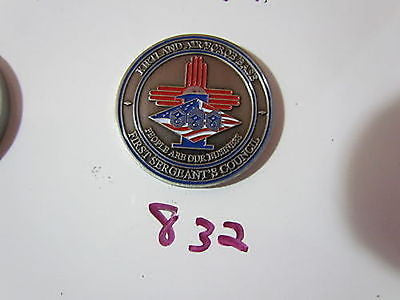 KIRTLAND AIR FORCE BASE
PEOPLE ARE OUR BUSINESS
FIRST SERGEANT'S COUNCIL
832